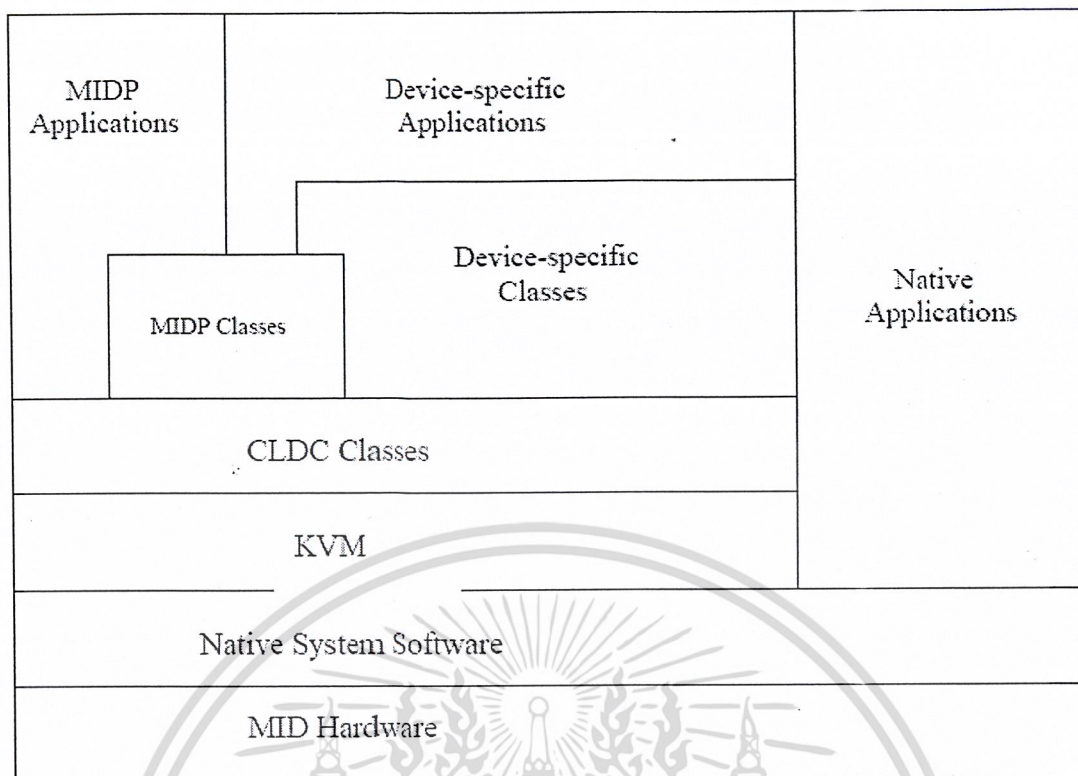 MIDP
Applications
Device-specific
Applications
Device-specific
Classes
Native
Applications
MIDP Classes
CLDC Classes
KVM
Native System Software
MID Hardware